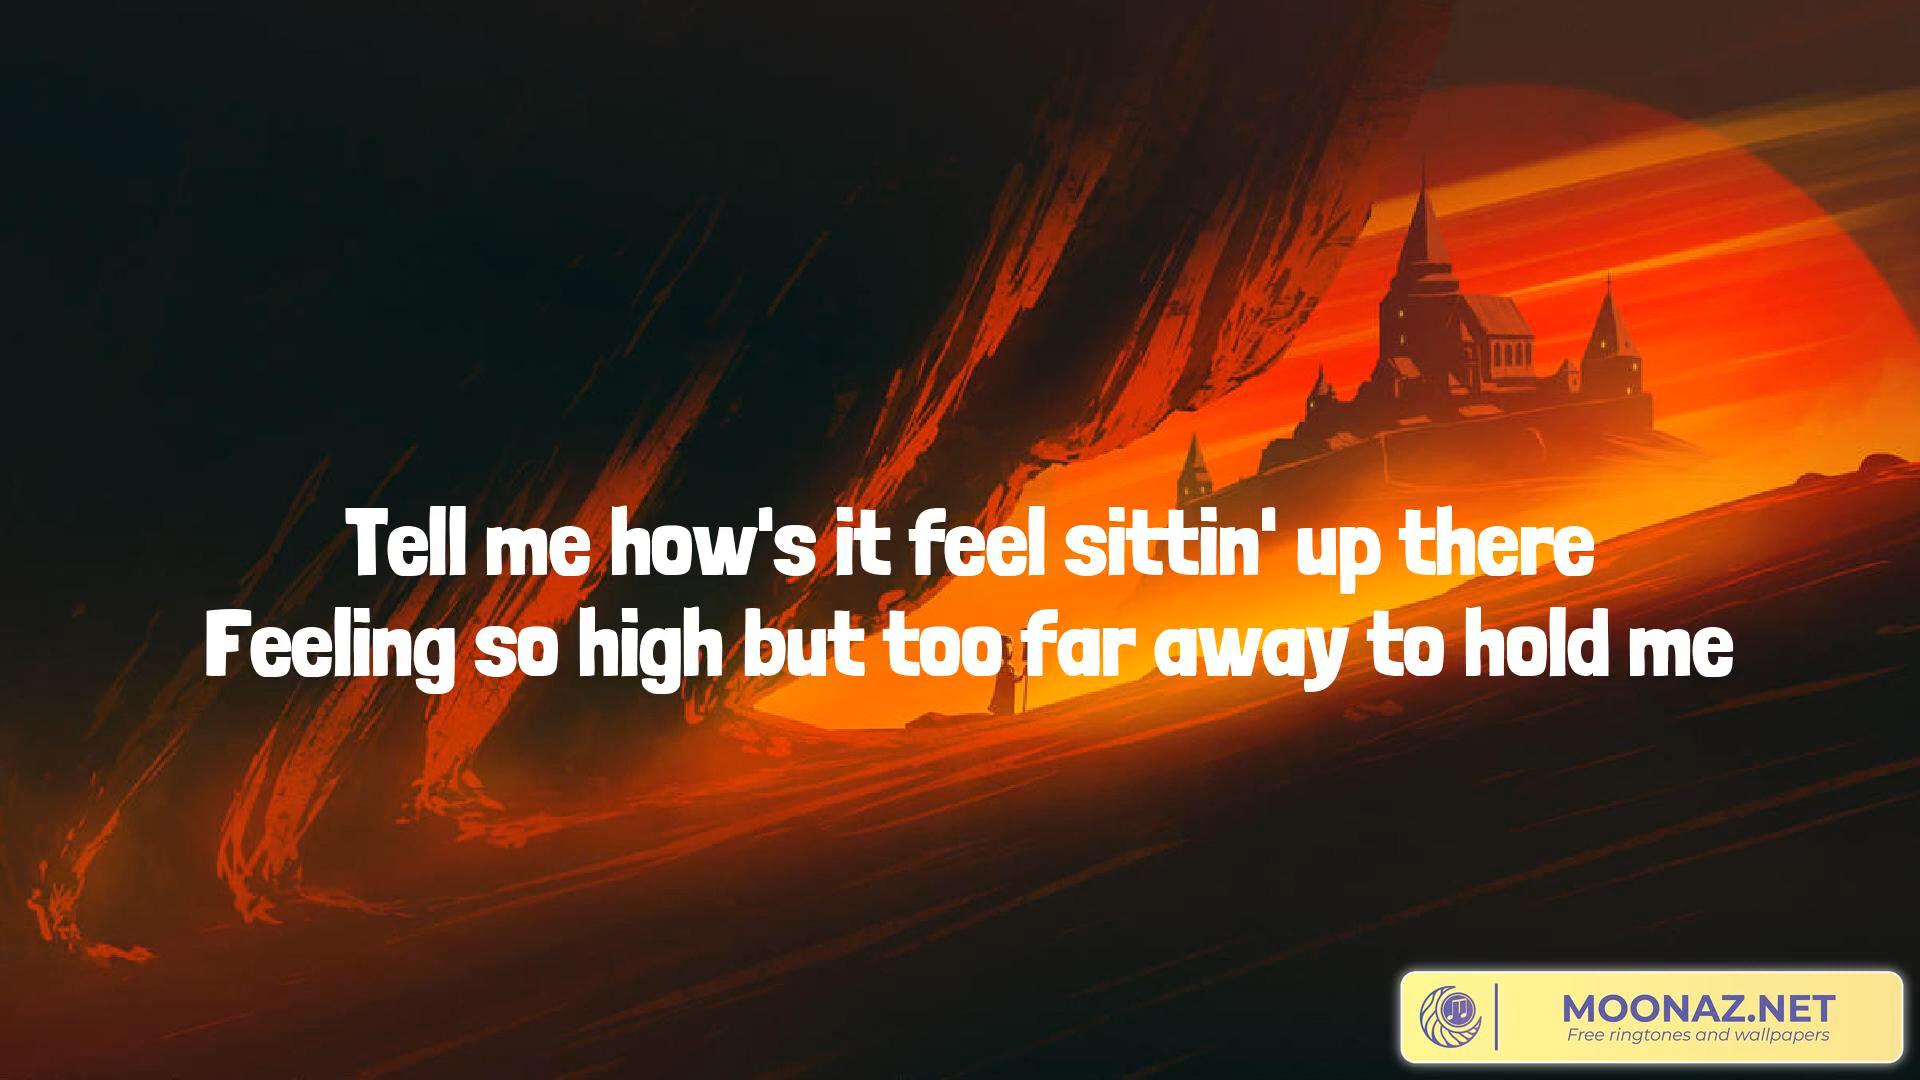 Tell me how's it feel sittin' up there
Feeling so high but too far away to hold me
MOONAZ.NET
Free ringtones and wallpapers